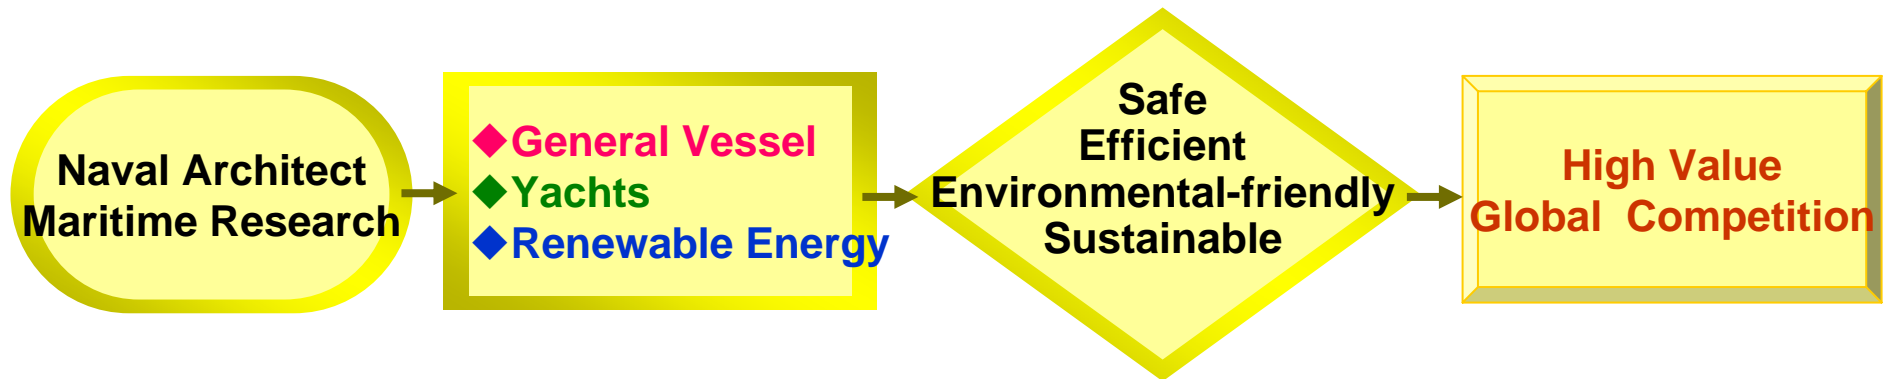 Naval Architect
Maritime Research
◆General Vessel
◆Yachts
◆Renewable Energy
Safe
Efficient
Environmental-friendly
Sustainable
High Value
Global Competition